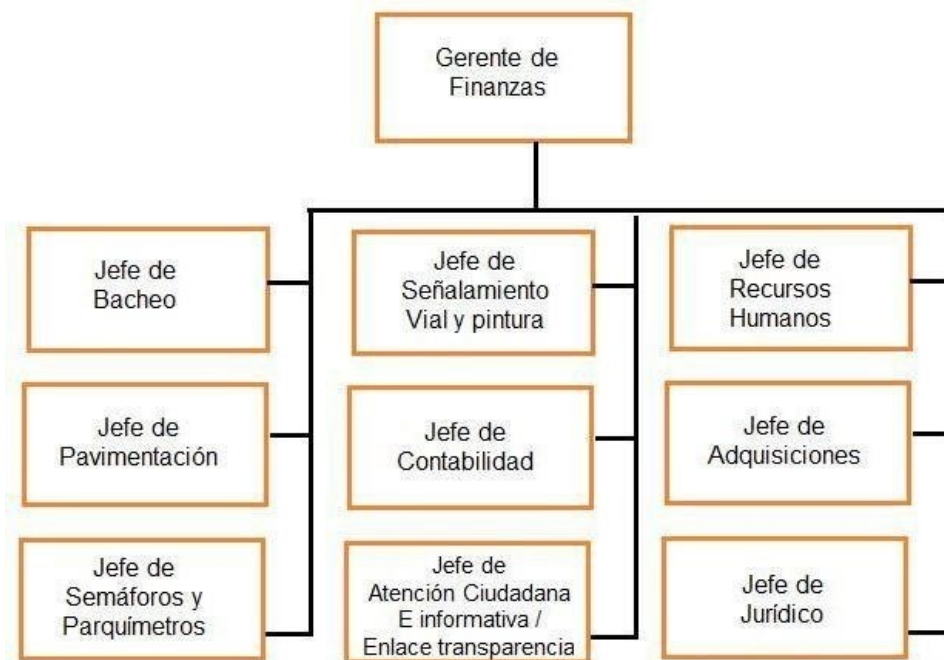 Gerente de
Finanzas
Jefe de
Bacheo
Jefe de
Señalamiento
Vial y pintura
Jefe de
Recursos
Humanos
Jefe de
Pavimentación
Jefe de
Contabilidad
Jefe de
Adquisiciones
Jefe de
Semáforos y
Parquímetros
Jefe de
Atención Ciudadana
E informativa /
Enlace transparencia
Jefe de
Jurídico